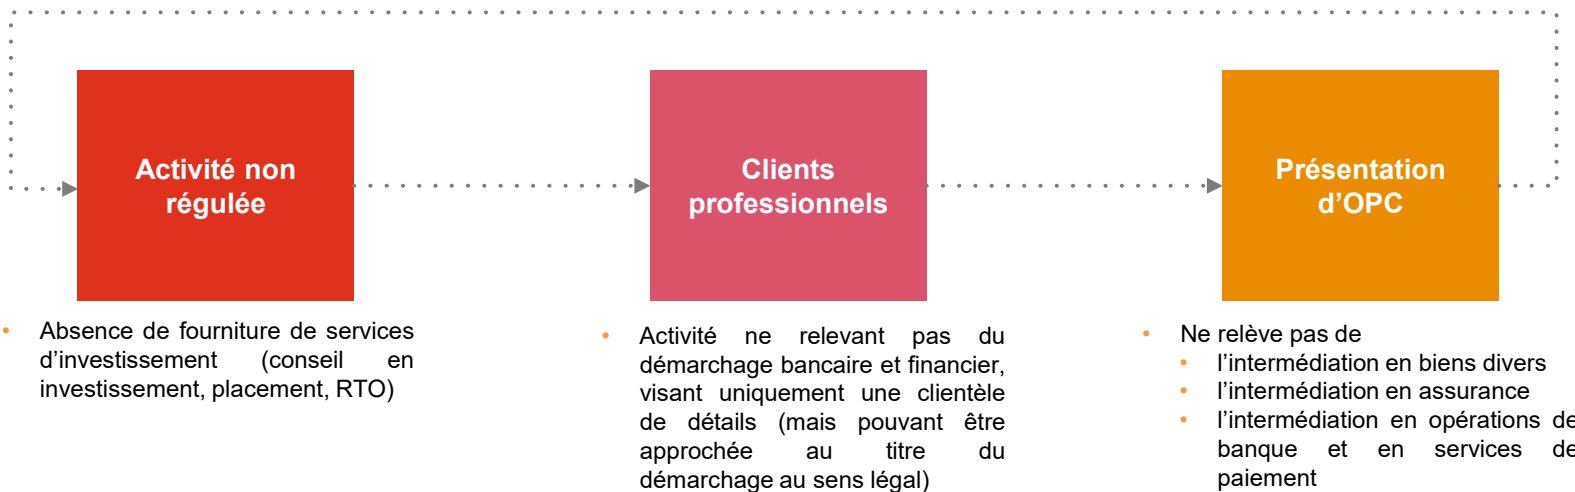 Activité non
régulée
Clients
professionnels
Présentation
d’OPC
• Absence de fourniture de services
d’investissement (conseil en
investissement, placement, RTO)
• Activité ne relevant pas du
démarchage bancaire et financier,
visant uniquement une clientèle
de détails (mais pouvant être
approchée au titre du
démarchage au sens légal)
• Ne relève pas de
• l’intermédiation en biens divers
• l’intermédiation en assurance
• l’intermédiation en opérations de
banque et en services de
paiement